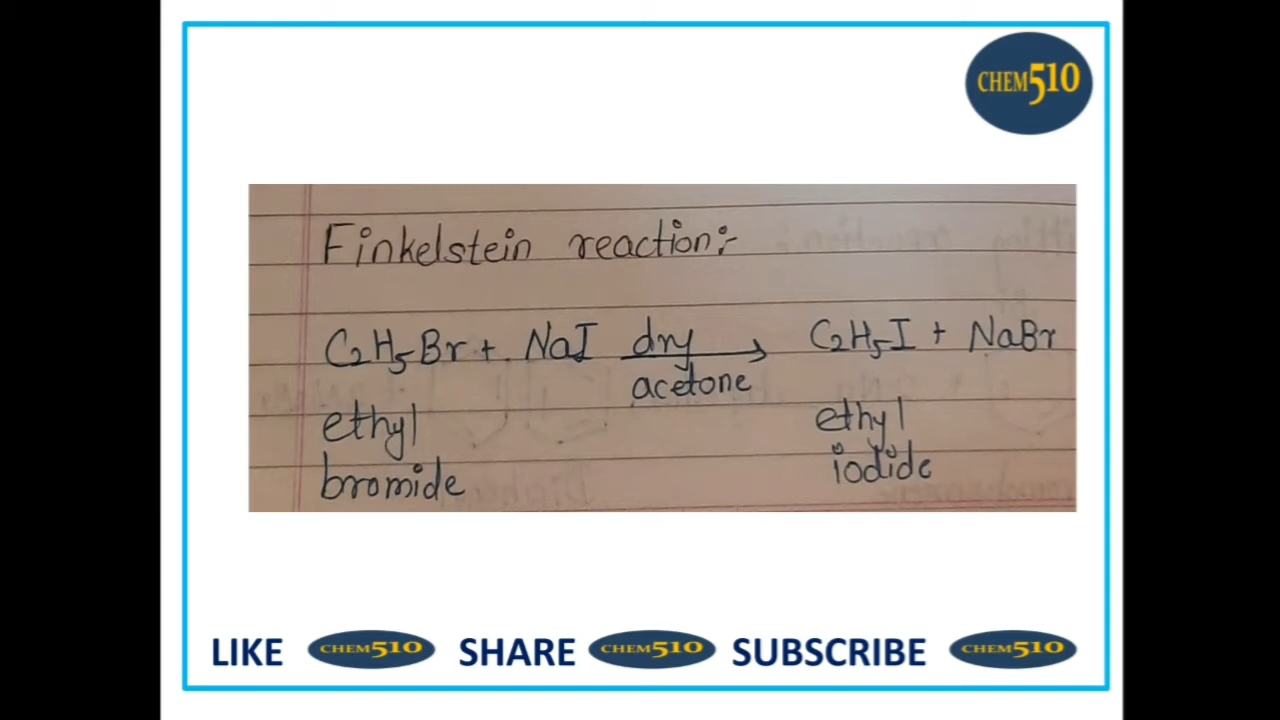 CHEM510
Finkelstein reaction:-
C₂H₅Br + NaI dry acetone → C₂H₅I + NaBr
ethyl bromide
ethyl iodide
LIKE CHEM510 SHARE CHEM510 SUBSCRIBE CHEM510